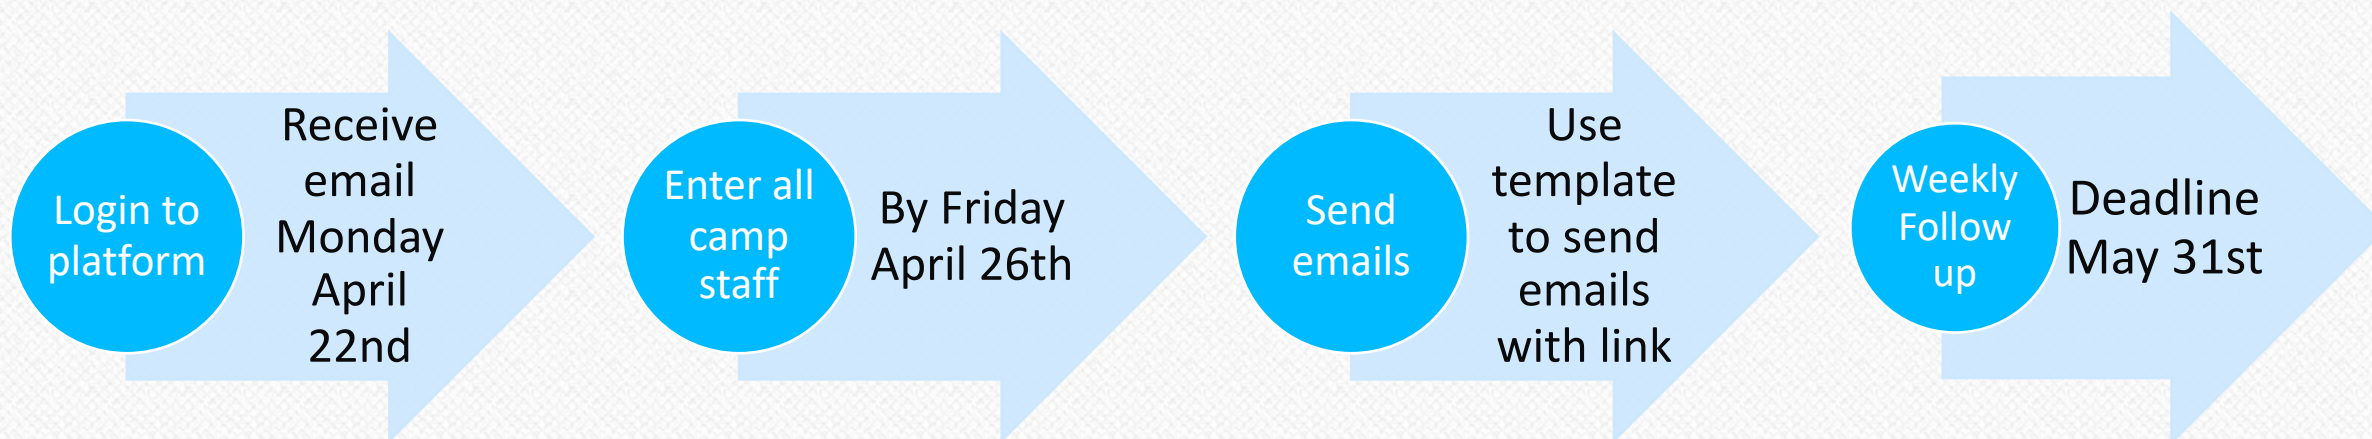 Login to
platform
Receive
email
Monday
April
22nd
Enter all
camp
staff
By Friday
April 26th
Send
emails
Use
template
to send
emails
with link
Weekly
Follow
up
Deadline
May 31st